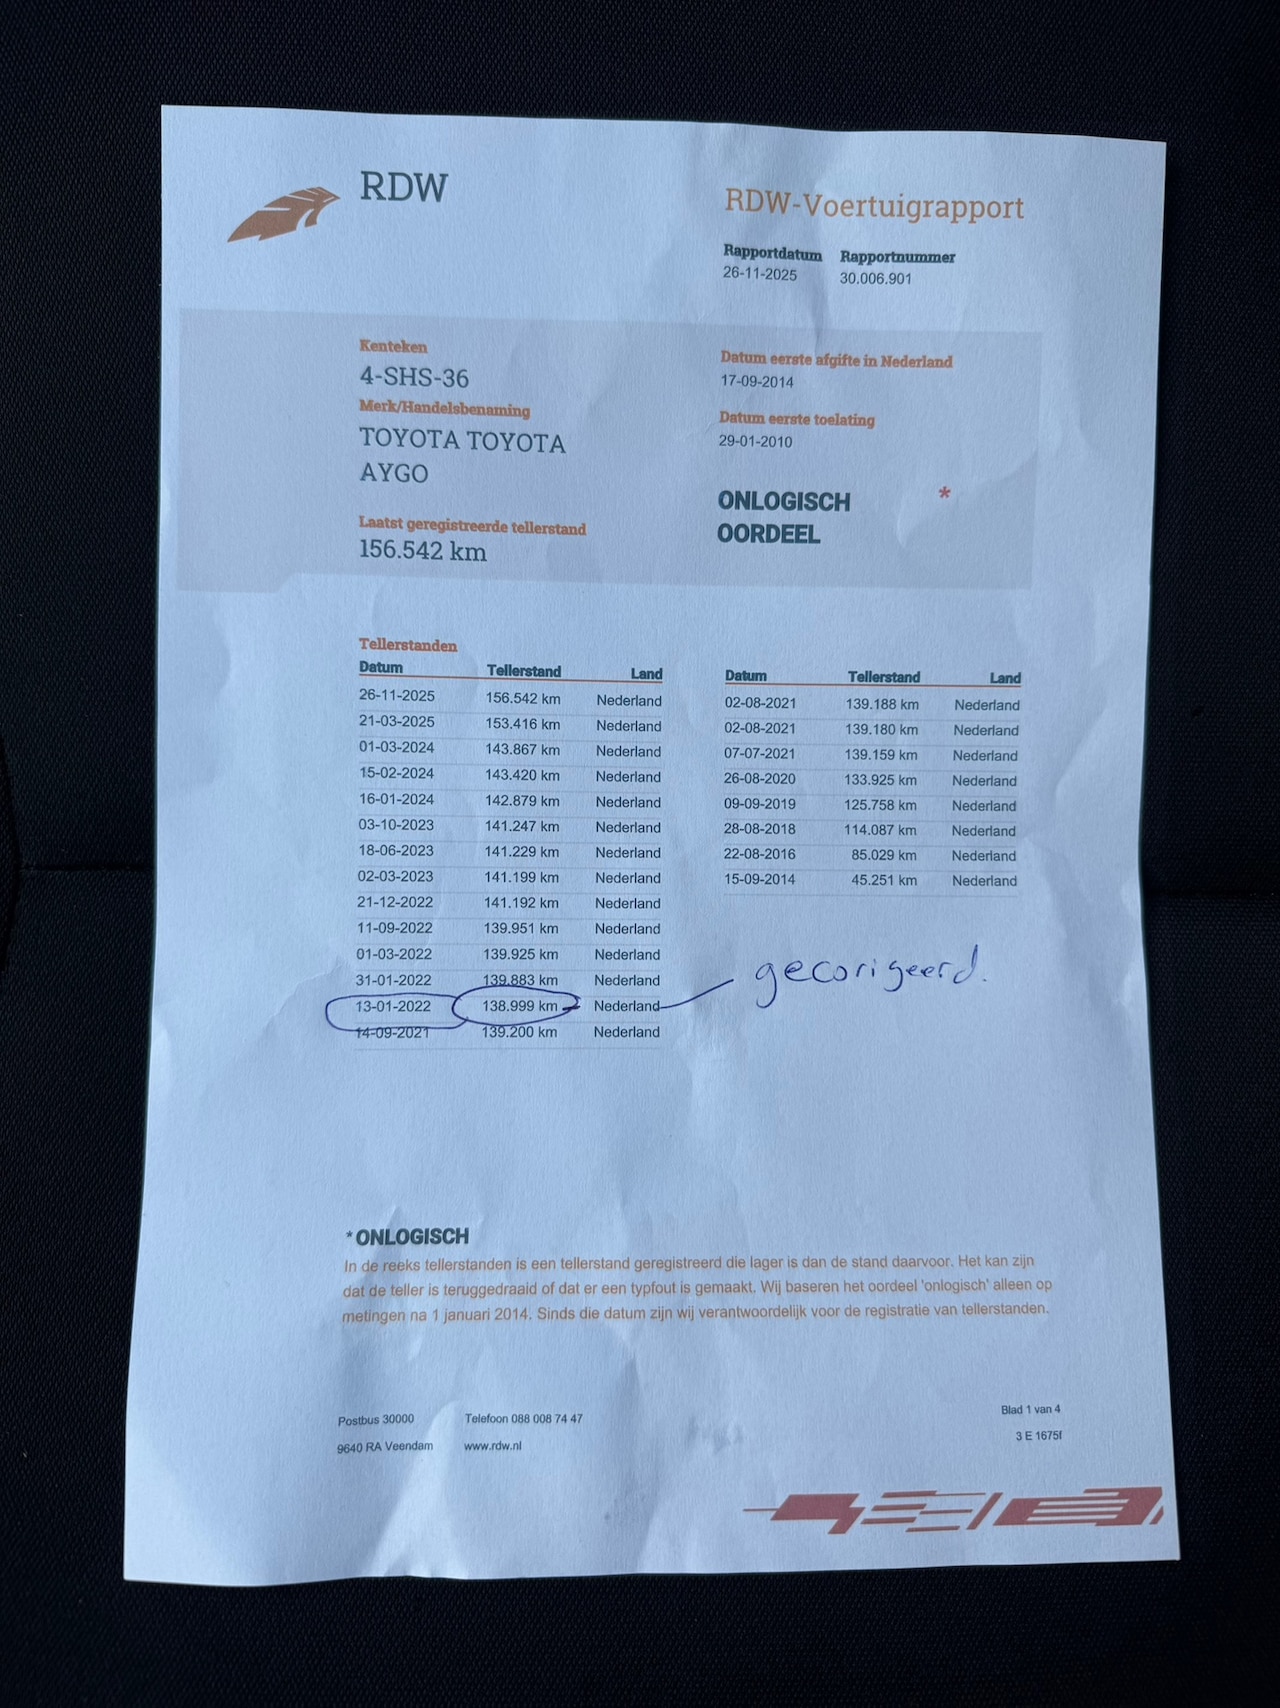 RDW
RDW-Voertuigrapport
Rapportdatum Rapportnummer
26-11-2025 30.006.901
Kenteken
4-SHS-36
Merk/Handelsbenaming
TOYOTA TOYOTA
AYGO
Laatst geregistreerde tellerstand
156.542 km
Datum eerste afgifte in Nederland
17-09-2014
Datum eerste toelating
29-01-2010
ONLOGISCH *
OORDEEL
Tellerstanden
Datum Tellerstand Land
26-11-2025 156.542 km Nederland
21-03-2025 153.416 km Nederland
01-03-2024 143.867 km Nederland
15-02-2024 143.420 km Nederland
16-01-2024 142.879 km Nederland
03-10-2023 141.247 km Nederland
18-06-2023 141.229 km Nederland
02-03-2023 141.199 km Nederland
21-12-2022 141.192 km Nederland
11-09-2022 139.951 km Nederland
01-03-2022 139.925 km Nederland
31-01-2022 139.883 km Nederland
13-01-2022 138.999 km Nederland
14-09-2021 139.200 km Nederland
Datum Tellerstand Land
02-08-2021 139.188 km Nederland
02-08-2021 139.180 km Nederland
07-07-2021 139.159 km Nederland
26-08-2020 133.925 km Nederland
09-09-2019 125.758 km Nederland
28-08-2018 114.087 km Nederland
22-08-2016 85.029 km Nederland
15-09-2014 45.251 km Nederland
gecorigeerd.
*ONLOGISCH
In de reeks tellerstanden is een tellerstand geregistreerd die lager is dan de stand daarvoor. Het kan zijn
dat de teller is teruggedraaid of dat er een typfout is gemaakt. Wij baseren het oordeel 'onlogisch' alleen op
metingen na 1 januari 2014. Sinds die datum zijn wij verantwoordelijk voor de registratie van tellerstanden.
Postbus 30000 Telefoon 088 008 74 47
9640 RA Veendam www.rdw.nl
Blad 1 van 4
3 E 1675f